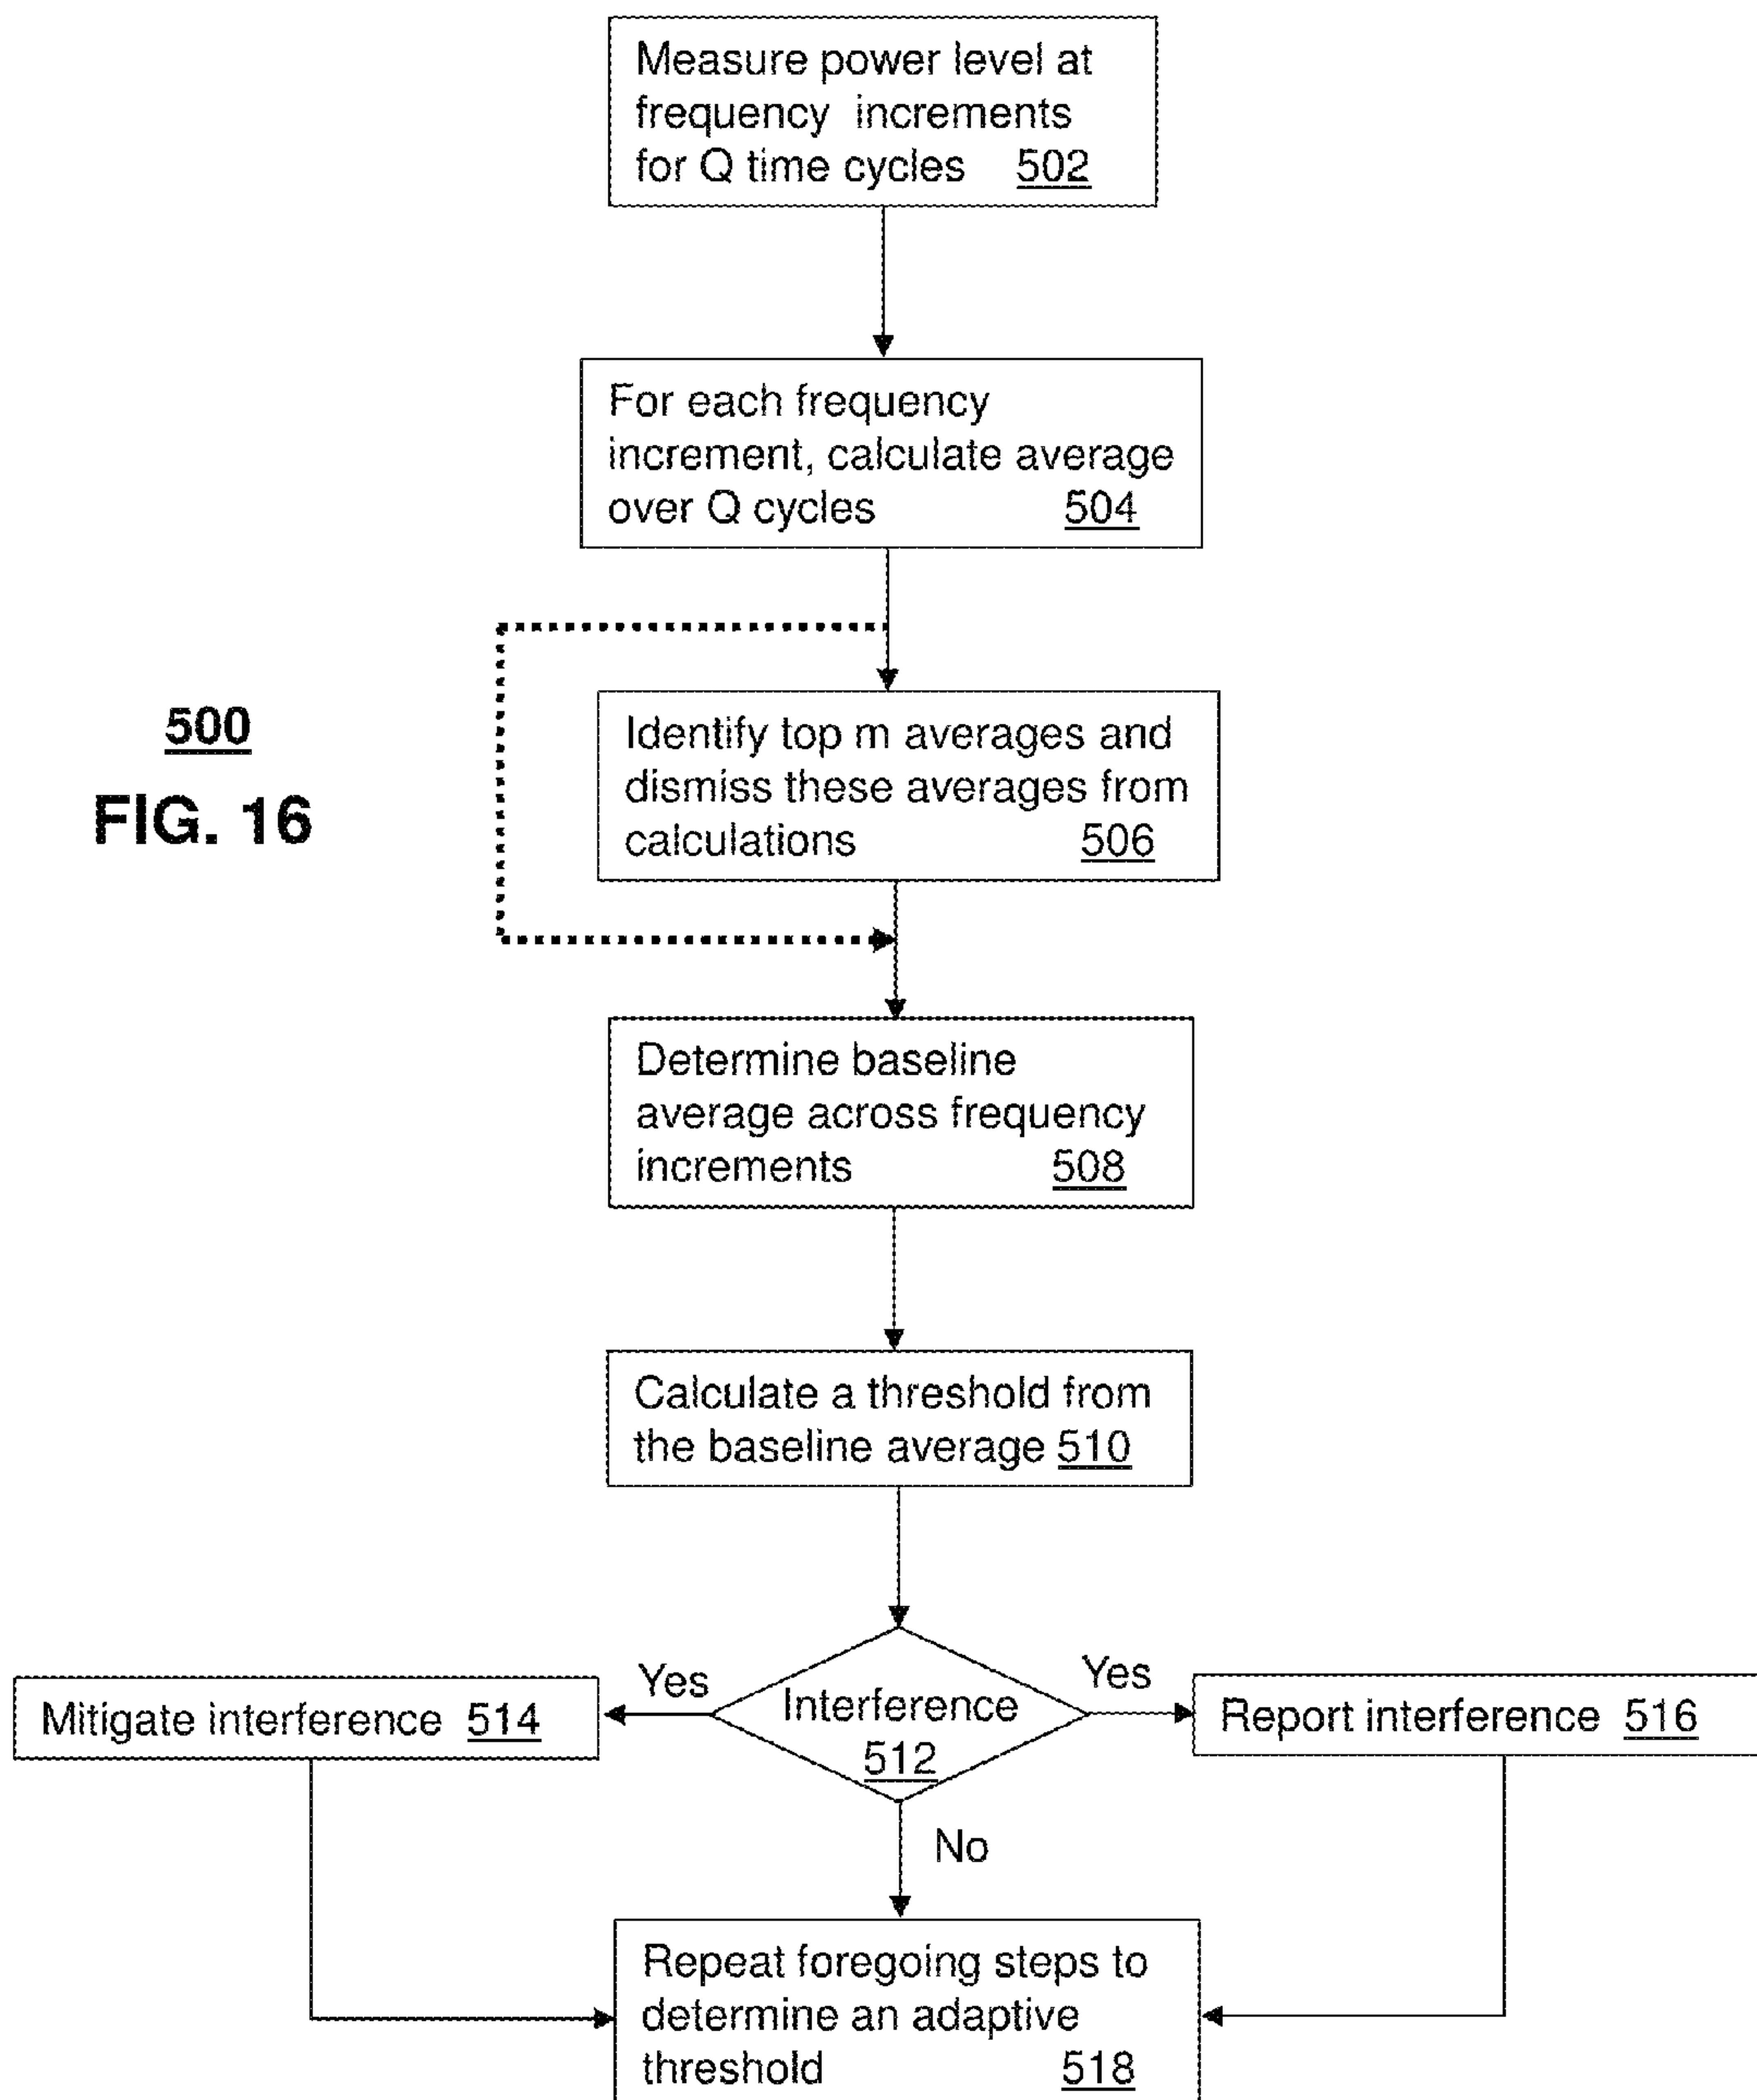 Measure power level at
frequency increments
for Q time cycles 502
For each frequency
increment, calculate average
over Q cycles 504
500
FIG. 16
Identify top m averages and
dismiss these averages from
calculations 506
Determine baseline
average across frequency
increments 508
Calculate a threshold from
the baseline average 510
Yes
Yes
Mitigate interference 514
Interference
512
Report interference 516
No
Repeat foregoing steps to
determine an adaptive
threshold 518